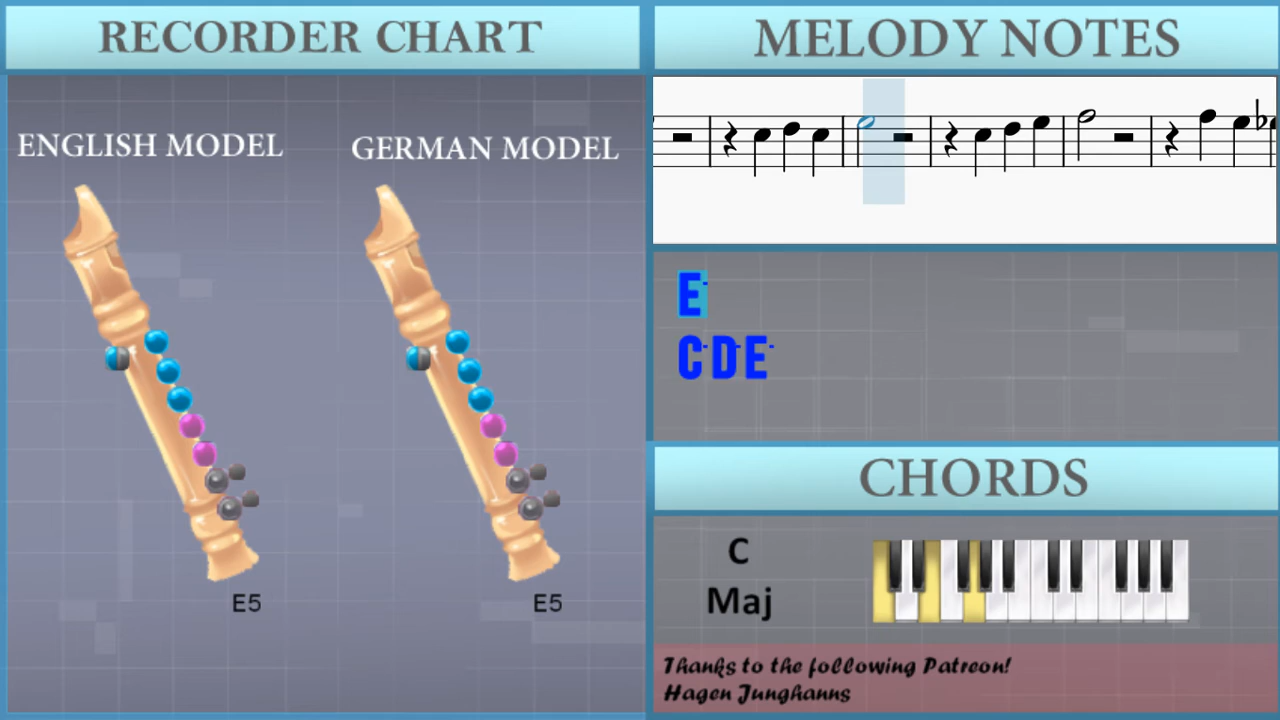 RECORDER CHART
ENGLISH MODEL
GERMAN MODEL
E5
E5
MELODY NOTES
E
C D E
CHORDS
C
Maj
Thanks to the following Patreon!
Hagen Junghanns